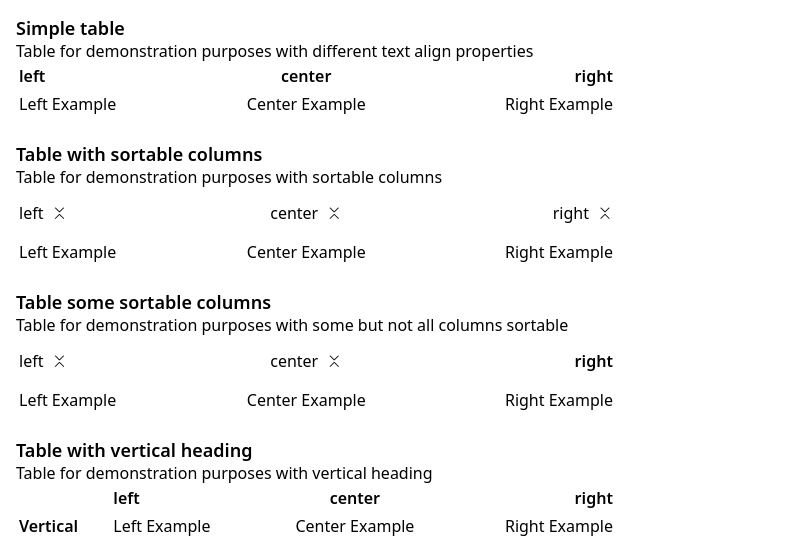 Simple table
Table for demonstration purposes with different text align properties
left center right
Left Example Center Example Right Example
Table with sortable columns
Table for demonstration purposes with sortable columns
left center right
Left Example Center Example Right Example
Table some sortable columns
Table for demonstration purposes with some but not all columns sortable
left center right
Left Example Center Example Right Example
Table with vertical heading
Table for demonstration purposes with vertical heading
left center right
Vertical Left Example Center Example Right Example